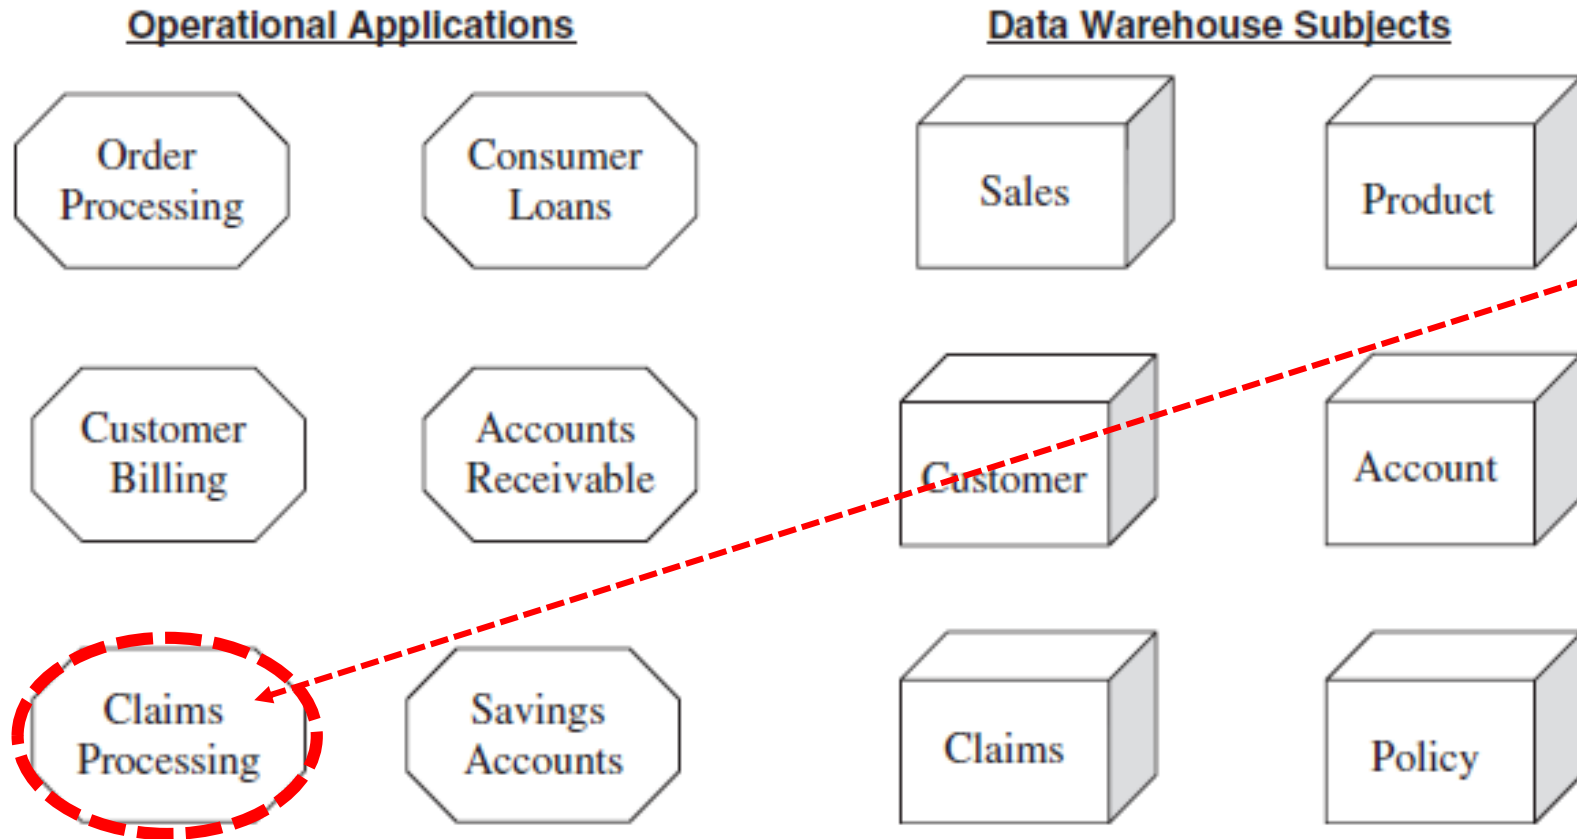 Operational Applications
Data Warehouse Subjects
Order
Processing
Consumer
Loans
Sales
Product
Customer
Billing
Accounts
Receivable
Customer
Account
Claims
Processing
Savings
Accounts
Claims
Policy